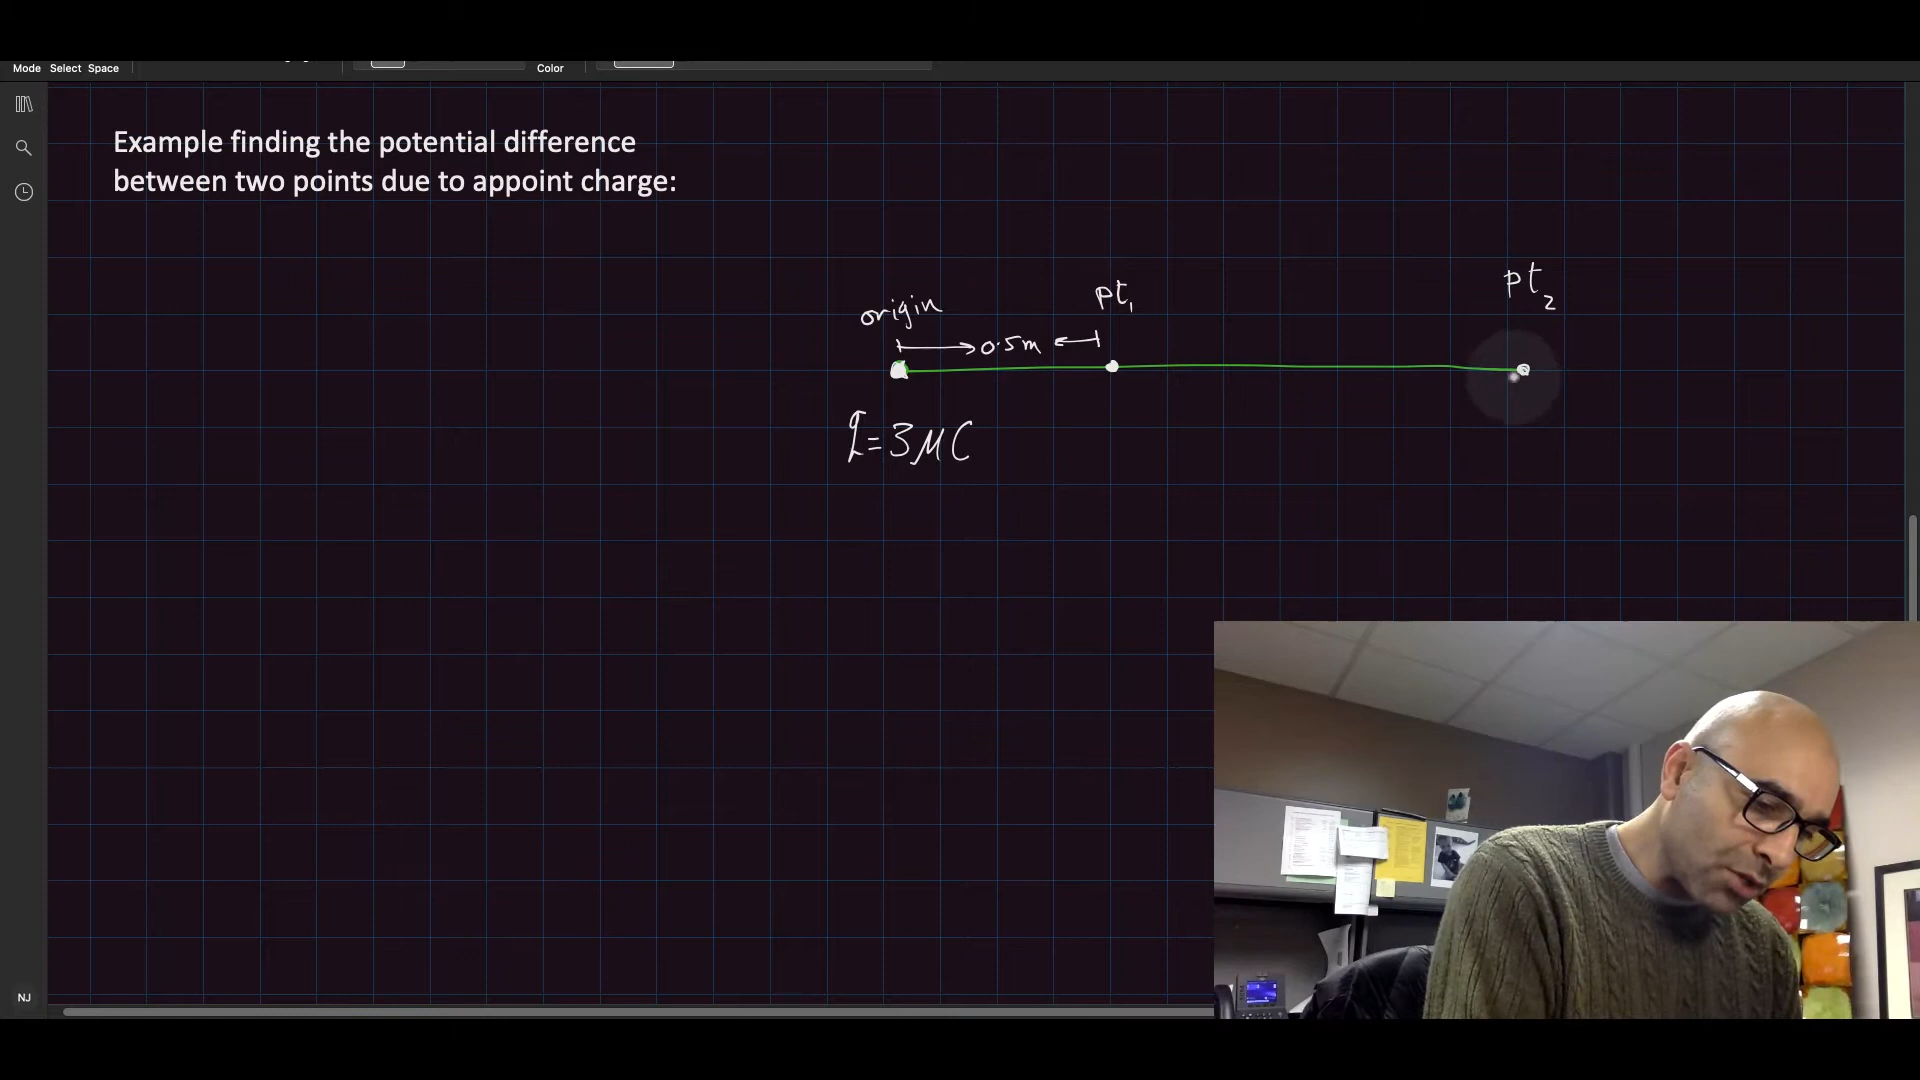 Mode Select Space
Color
Example finding the potential difference
between two points due to appoint charge:
pt2
pt1
origin
0.5m
q=3μC
NJ